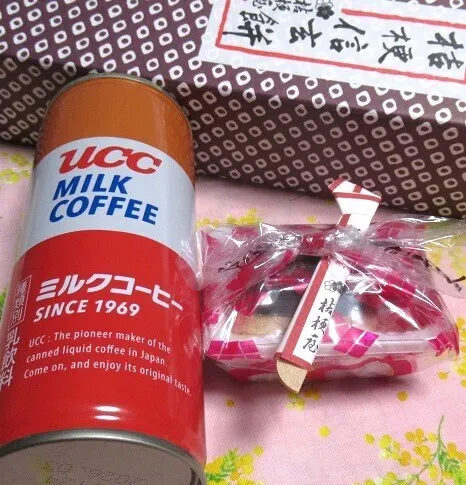 桔梗
信玄餅
UCC
MILK
COFFEE
ミルクコーヒー
SINCE 1969
種類別 乳飲料
UCC : The pioneer maker of the
canned liquid coffee in Japan.
Come on, and enjoy its original taste.
桔梗屋